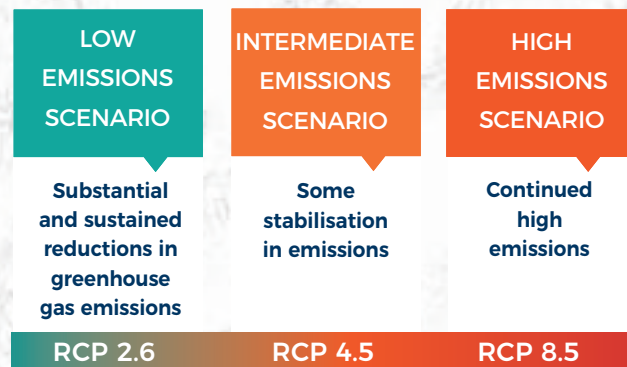 LOW
EMISSIONS
SCENARIO
Substantial
and sustained
reductions in
greenhouse
gas emissions
RCP 2.6
INTERMEDIATE
EMISSIONS
SCENARIO
Some
stabilisation
in emissions
RCP 4.5
HIGH
EMISSIONS
SCENARIO
Continued
high
emissions
RCP 8.5